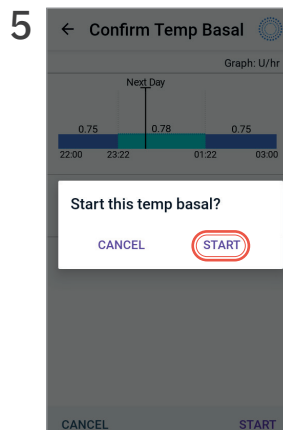 5
Confirm Temp Basal
Graph: U/hr
Next Day
0.75 0.78 0.75
22:00 23:22 01:22 03:00
Start this temp basal?
CANCEL START
CANCEL START